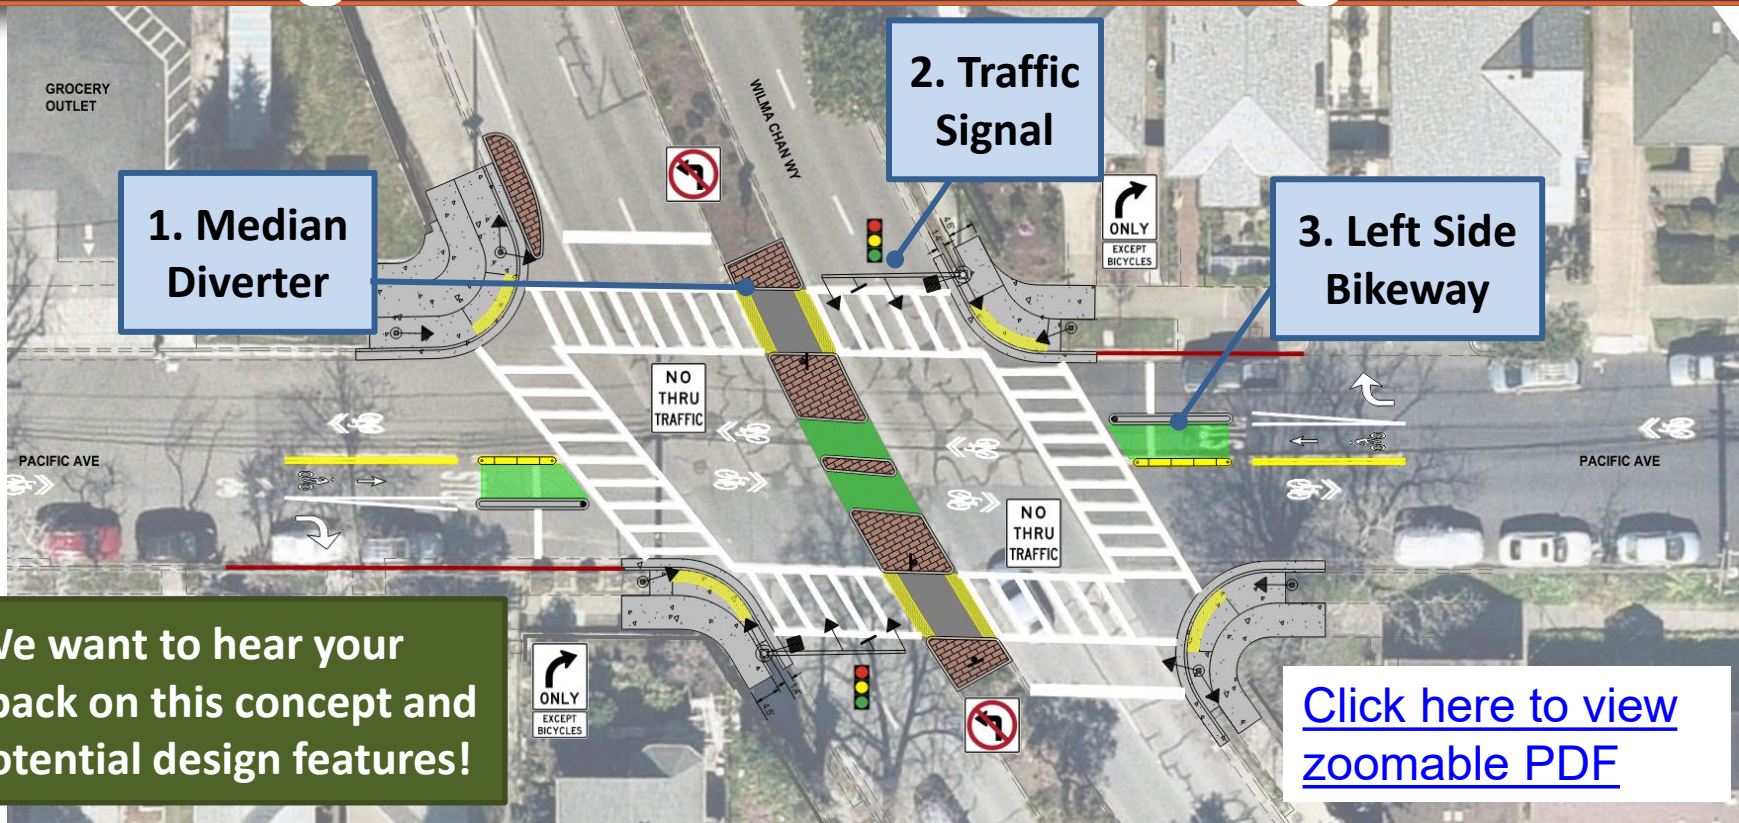 GROCERY
OUTLET
WILMA CHAN WY
2. Traffic
Signal
1. Median
Diverter
ONLY
EXCEPT
BICYCLES
3. Left Side
Bikeway
NO
THRU
TRAFFIC
PACIFIC AVE
PACIFIC AVE
NO
THRU
TRAFFIC
4.5'
ONLY
EXCEPT
BICYCLES
We want to hear your
back on this concept and
otential design features!
Click here to view
zoomable PDF